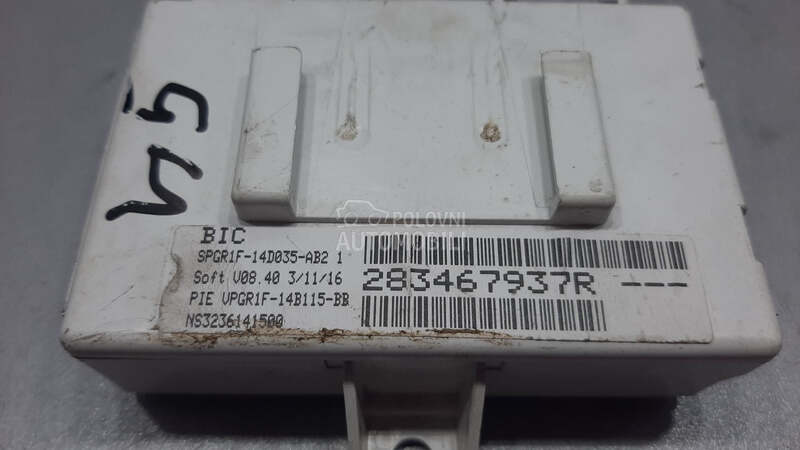 POLOVNI
AUTOMOBILI
BIC
SPGR1F-14D035-AB2 1
Soft V08.40 3/11/16
PIE VPGR1F-14B115-BB
NS3236141500
283467937R ---